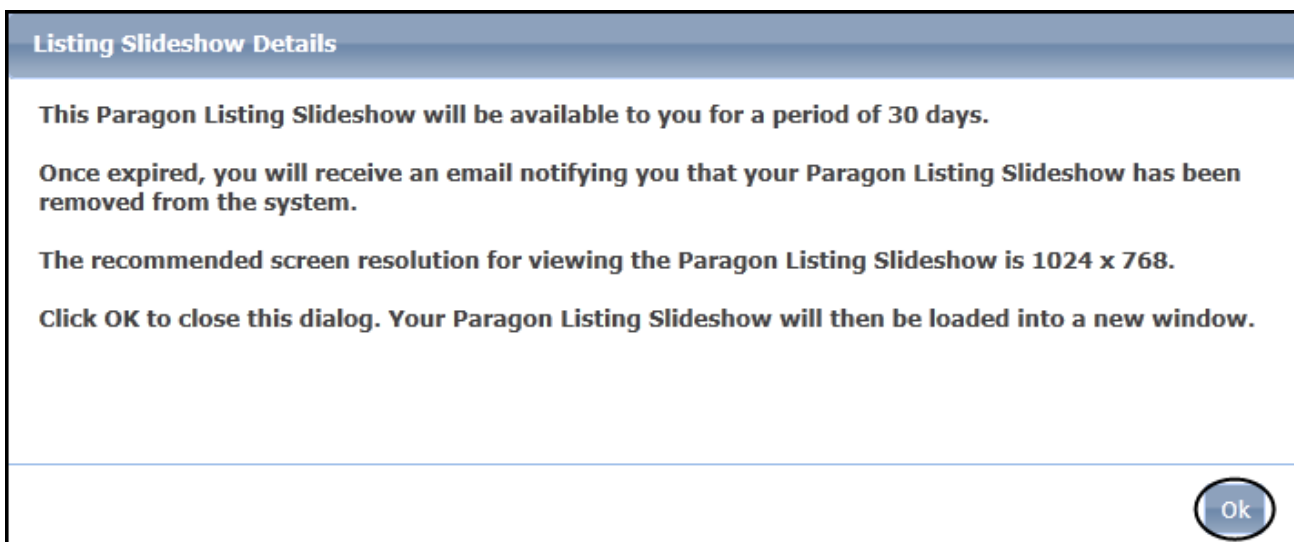 Listing Slideshow Details
This Paragon Listing Slideshow will be available to you for a period of 30 days.
Once expired, you will receive an email notifying you that your Paragon Listing Slideshow has been
removed from the system.
The recommended screen resolution for viewing the Paragon Listing Slideshow is 1024 x 768.
Click OK to close this dialog. Your Paragon Listing Slideshow will then be loaded into a new window.
Ok